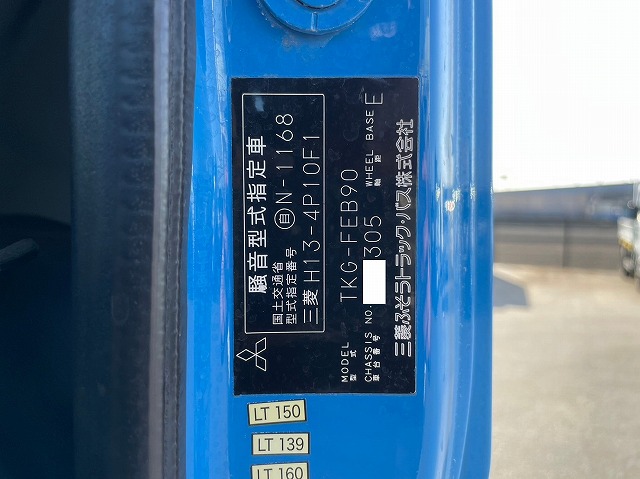 騒音型式指定車
国土交通省
型式指定番号 自N-1168
三菱 H13-4P10F1
MODEL
型式 TKG-FEB90
CHASSIS NO.
車台番号 305
WHEEL BASE
軸距 E
三菱ふそうトラック・バス株式会社
LT 150
LT 139
LT 160